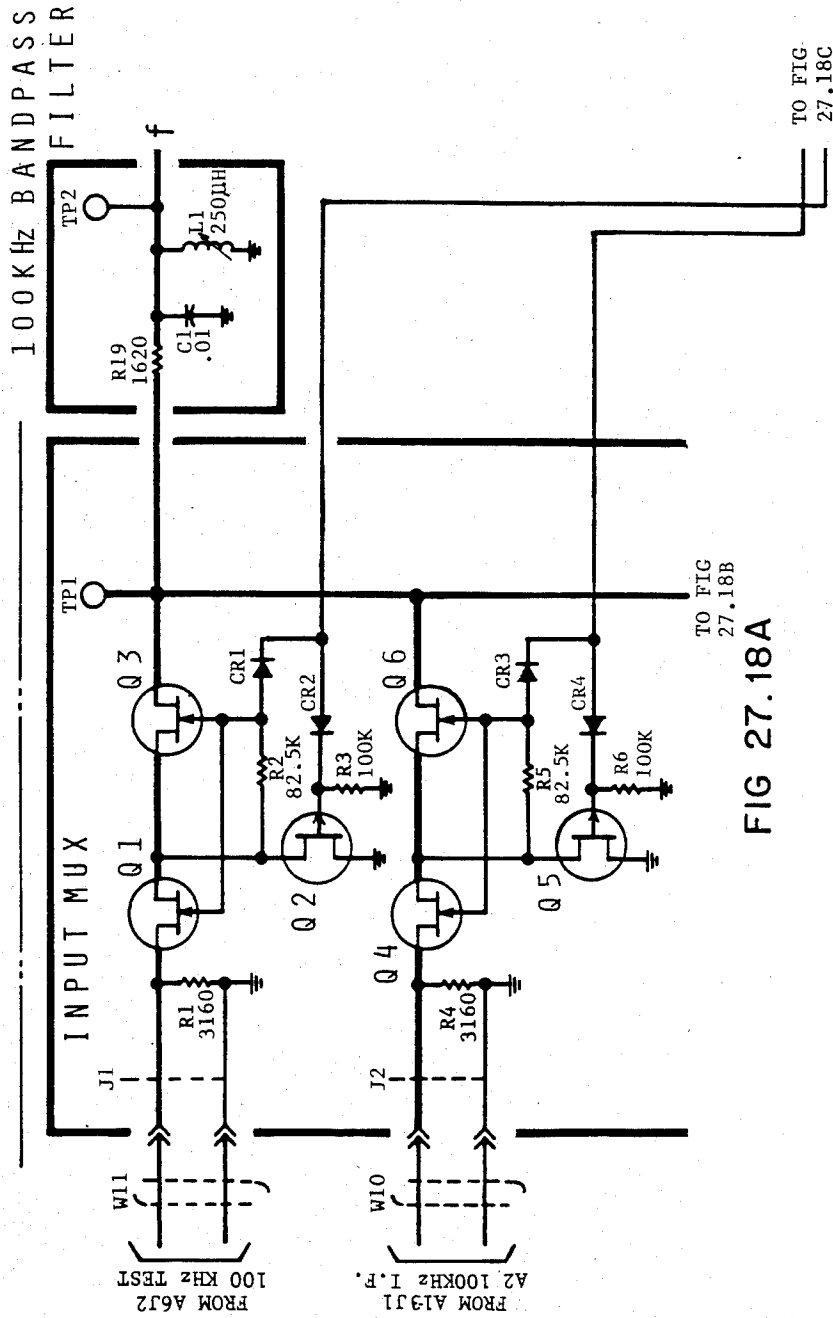 100KHz BANDPASS
FILTER
TP2
f
R19
1620
C1
.01
L1
250µH
INPUT MUX
TP1
Q1
Q3
J1
R1
3160
W11
FROM A6J2
100 KHz TEST
R2
82.5K
CR1
CR2
R3
100K
Q2
Q4
Q6
J2
R4
3160
W10
FROM A19J1
A2 100KHz I.F.
R5
82.5K
CR3
CR4
R6
100K
Q5
TO FIG
27.18B
TO FIG
27.18C
FIG 27.18A